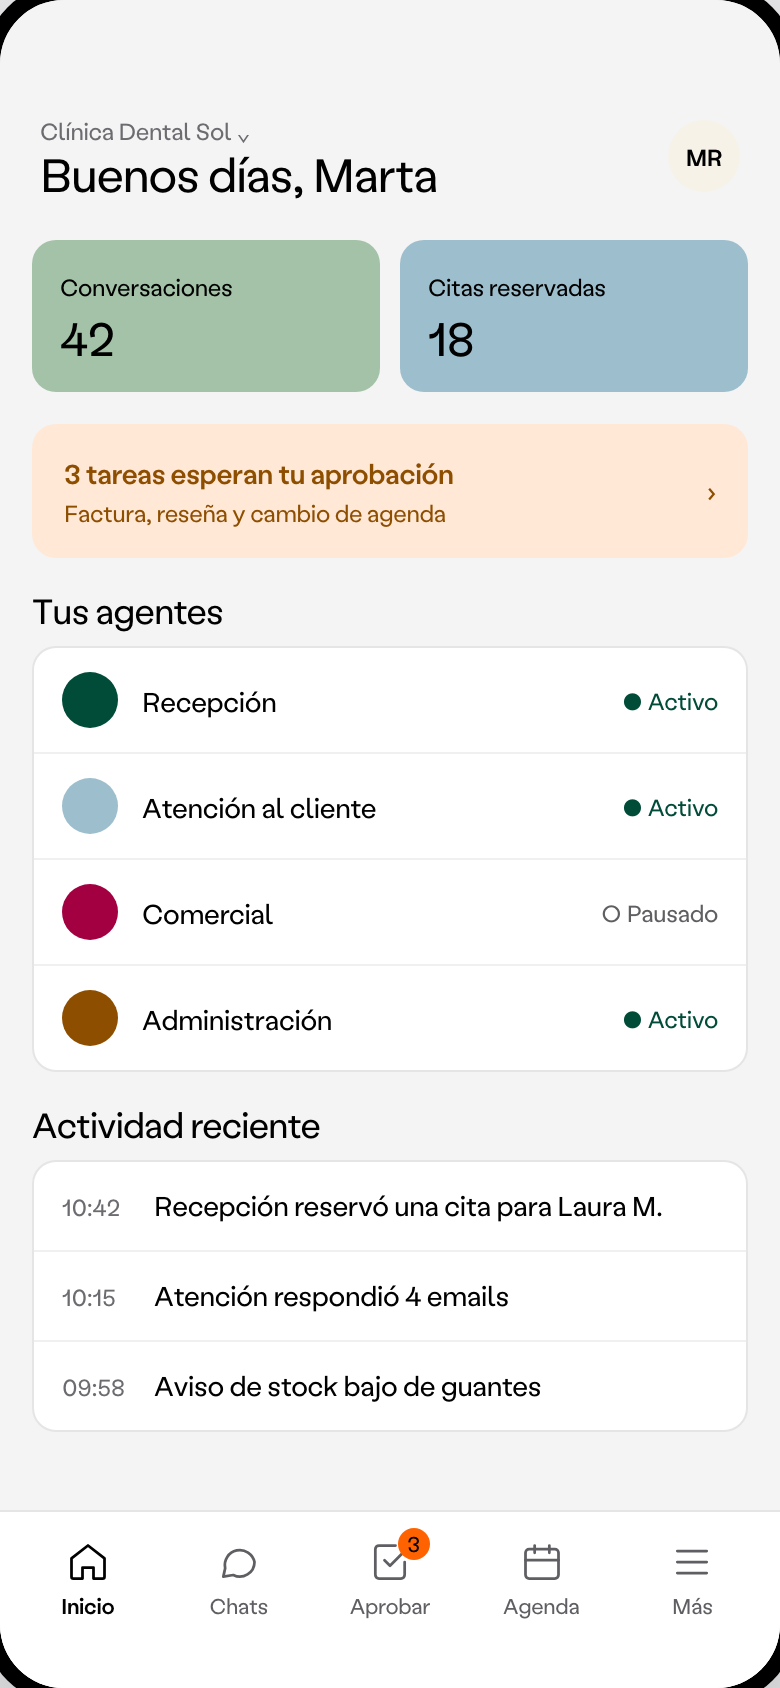 Clínica Dental Sol
Buenos días, Marta
MR
Conversaciones
42
Citas reservadas
18
3 tareas esperan tu aprobación
Factura, reseña y cambio de agenda
Tus agentes
Recepción
Activo
Atención al cliente
Activo
Comercial
Pausado
Administración
Activo
Actividad reciente
10:42 Recepción reservó una cita para Laura M.
10:15 Atención respondió 4 emails
09:58 Aviso de stock bajo de guantes
3
Inicio
Chats
Aprobar
Agenda
Más